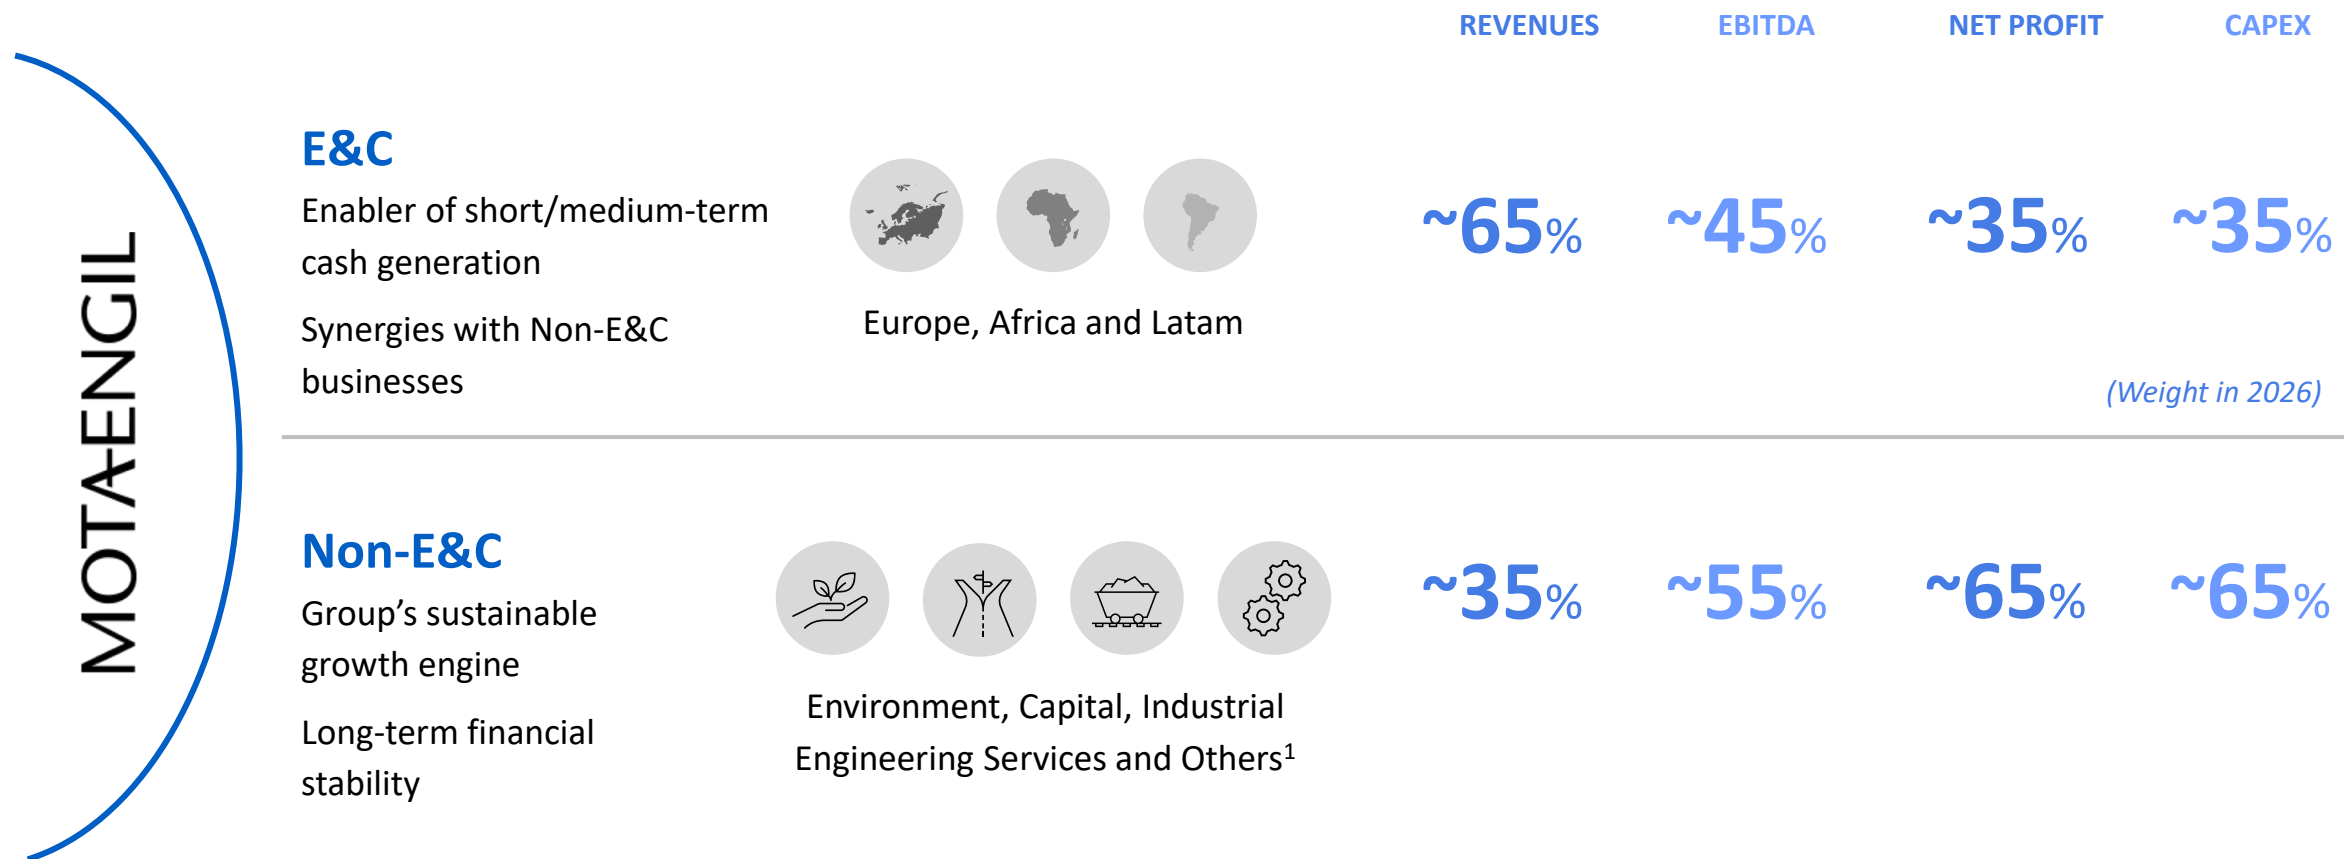 REVENUES EBITDA NET PROFIT CAPEX
MOTAENGIL
E&C
Enabler of short/medium-term
cash generation
Synergies with Non-E&C
businesses
Europe, Africa and Latam
~65% ~45% ~35% ~35%
(Weight in 2026)
Non-E&C
Group’s sustainable
growth engine
Long-term financial
stability
Environment, Capital, Industrial
Engineering Services and Others¹
~35% ~55% ~65% ~65%